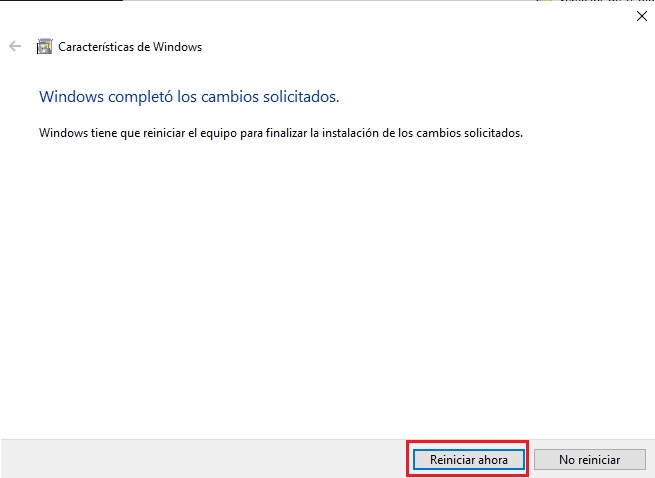 Características de Windows
Windows completó los cambios solicitados.
Windows tiene que reiniciar el equipo para finalizar la instalación de los cambios solicitados.
Reiniciar ahora
No reiniciar